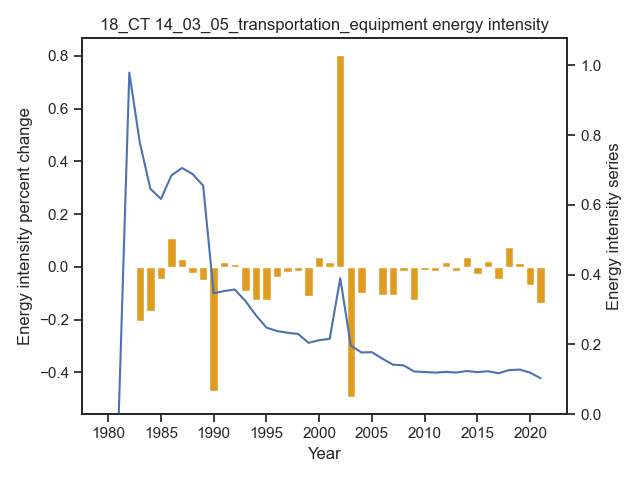 18_CT 14_03_05_transportation_equipment energy intensity
Energy intensity percent change
0.8
0.6
0.4
0.2
0.0
−0.2
−0.4
1.0
0.8
0.6
0.4
0.2
0.0
Energy intensity series
1980 1985 1990 1995 2000 2005 2010 2015 2020
Year